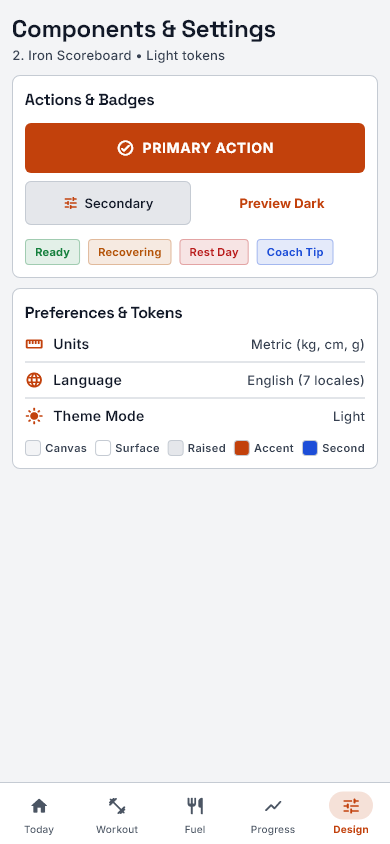 Components & Settings
2. Iron Scoreboard • Light tokens
Actions & Badges
PRIMARY ACTION
Secondary
Preview Dark
Ready
Recovering
Rest Day
Coach Tip
Preferences & Tokens
Units
Metric (kg, cm, g)
Language
English (7 locales)
Theme Mode
Light
Canvas
Surface
Raised
Accent
Second
Today
Workout
Fuel
Progress
Design